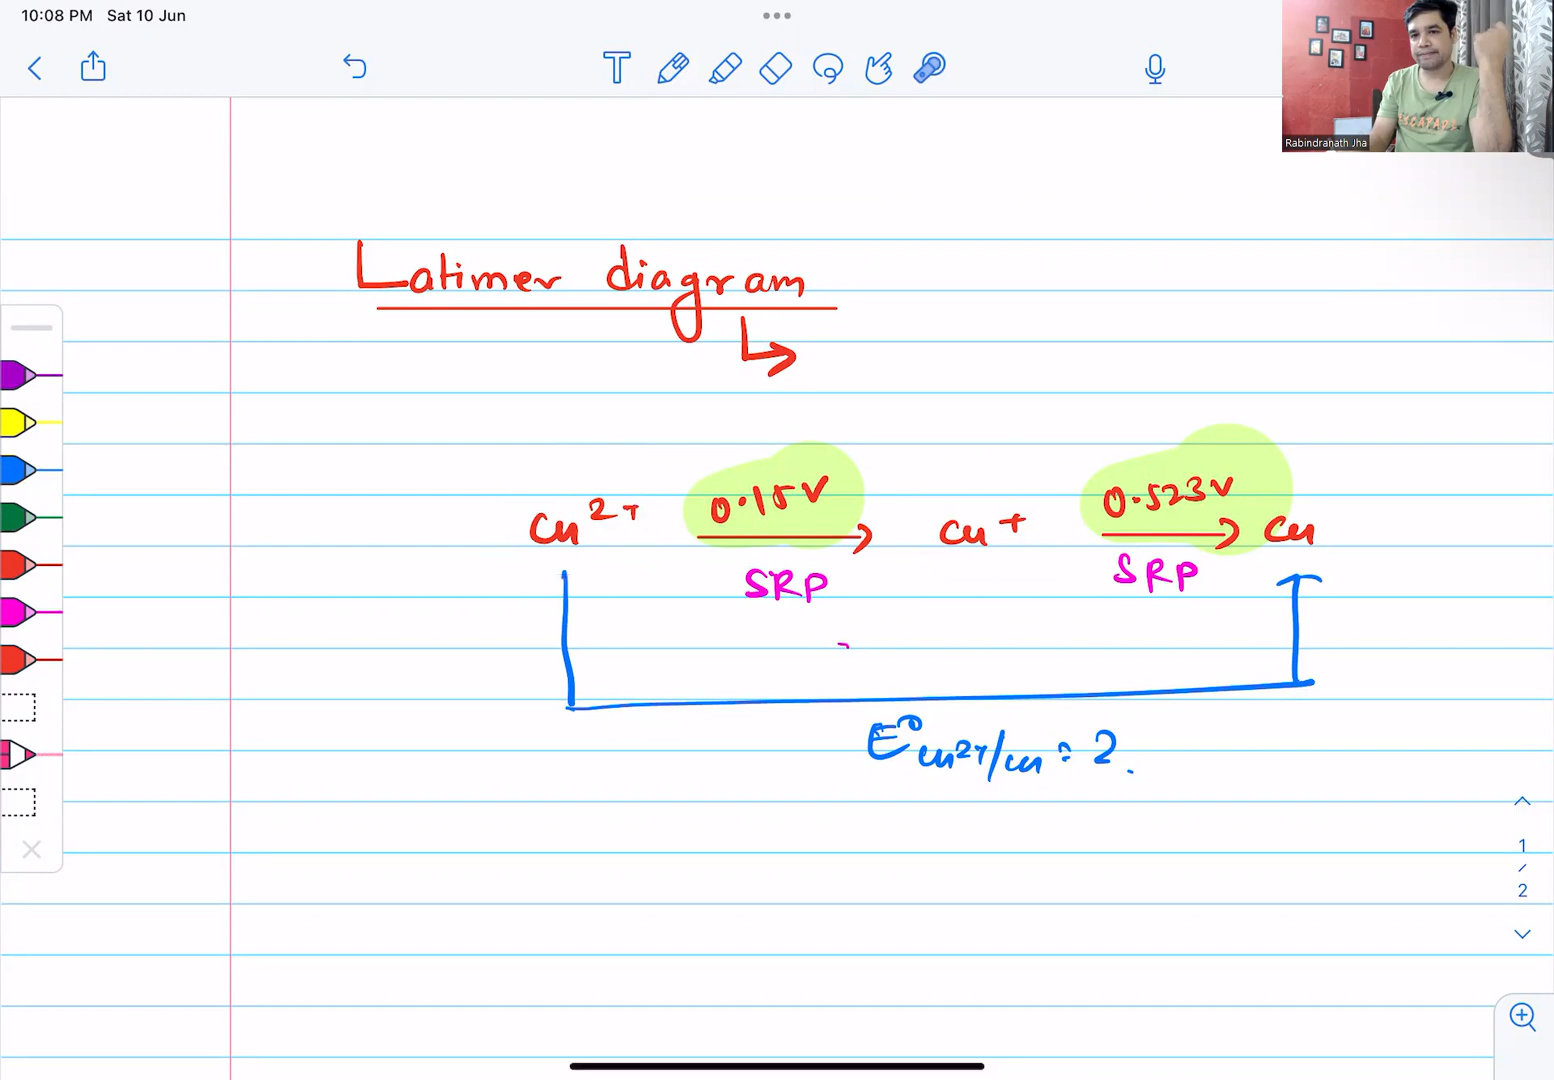 10:08 PM Sat 10 Jun
Rabindranath Jha
Latimer diagram
Cu2+ 0.15V Cu+ 0.523V Cu
SRP SRP
E°Cu2+/Cu = ?
1
/
2